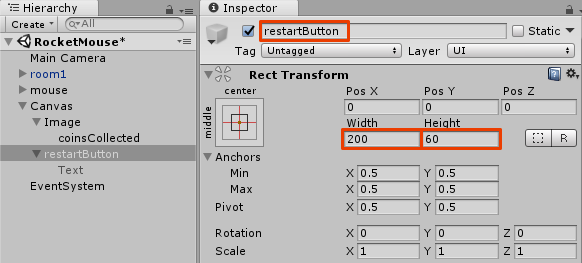 Hierarchy
Create
All
RocketMouse*
Main Camera
room1
mouse
Canvas
Image
coinsCollected
restartButton
Text
EventSystem
Inspector
restartButton
Static
Tag
Untagged
Layer
UI
Rect Transform
center
middle
Pos X
Pos Y
Pos Z
0
0
0
Width
Height
200
60
R
Anchors
Min
X 0.5
Y 0.5
Max
X 0.5
Y 0.5
Pivot
X 0.5
Y 0.5
Rotation
X 0
Y 0
Z 0
Scale
X 1
Y 1
Z 1